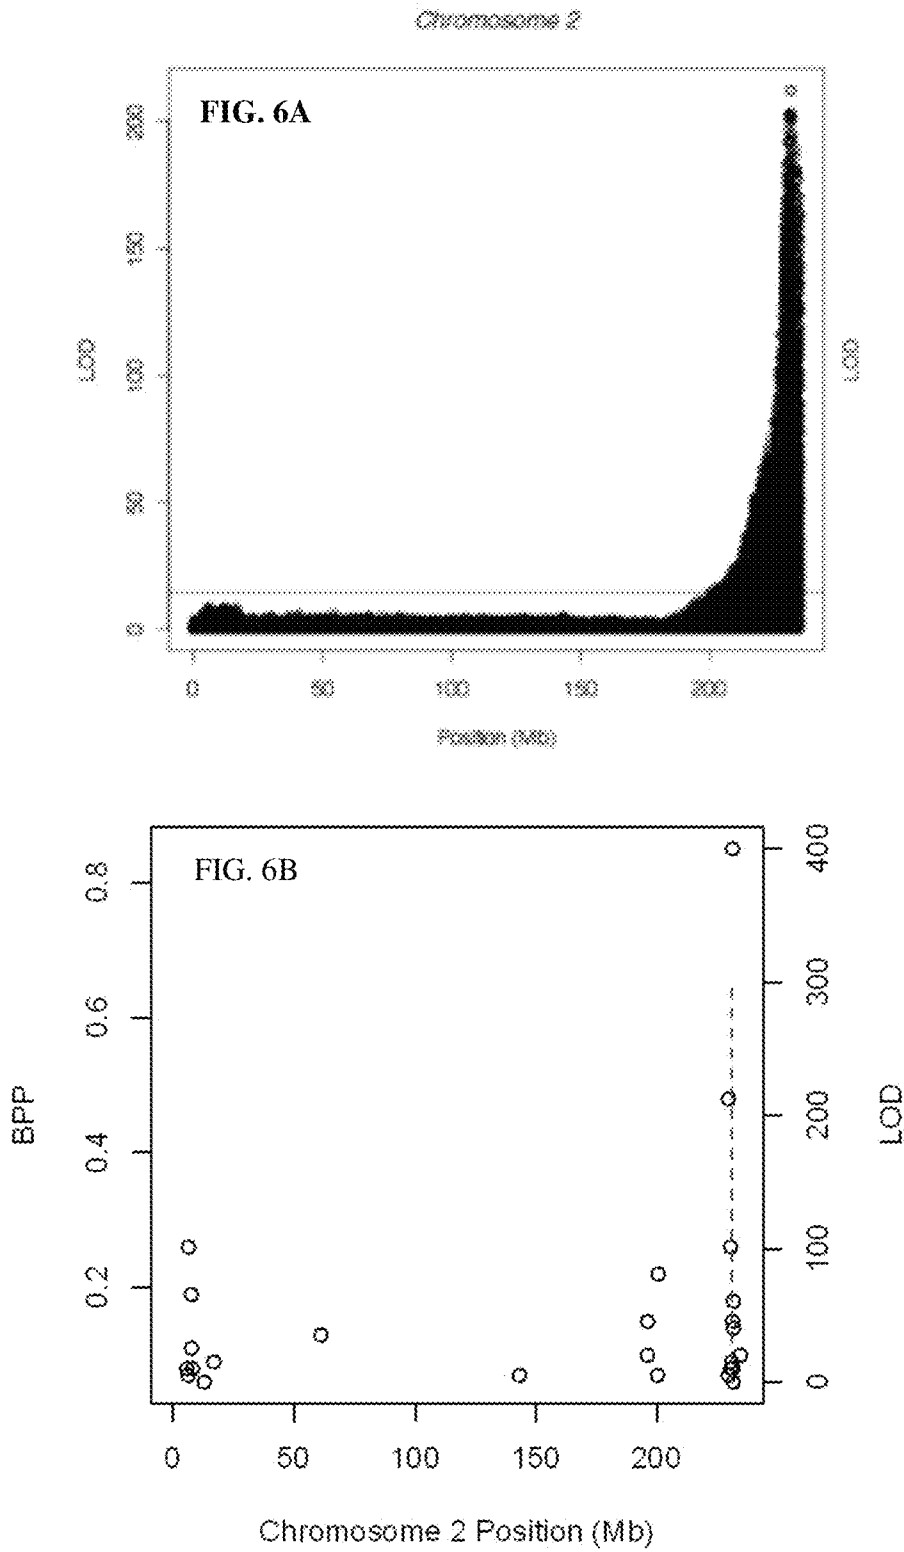 Chromosome 2
FIG. 6A
200
150
100
50
0
LOD
LOD
0 50 100 150 200
Position (Mb)
FIG. 6B
0.8
0.6
0.4
0.2
BPP
400
300
200
100
0
LOD
0 50 100 150 200
Chromosome 2 Position (Mb)